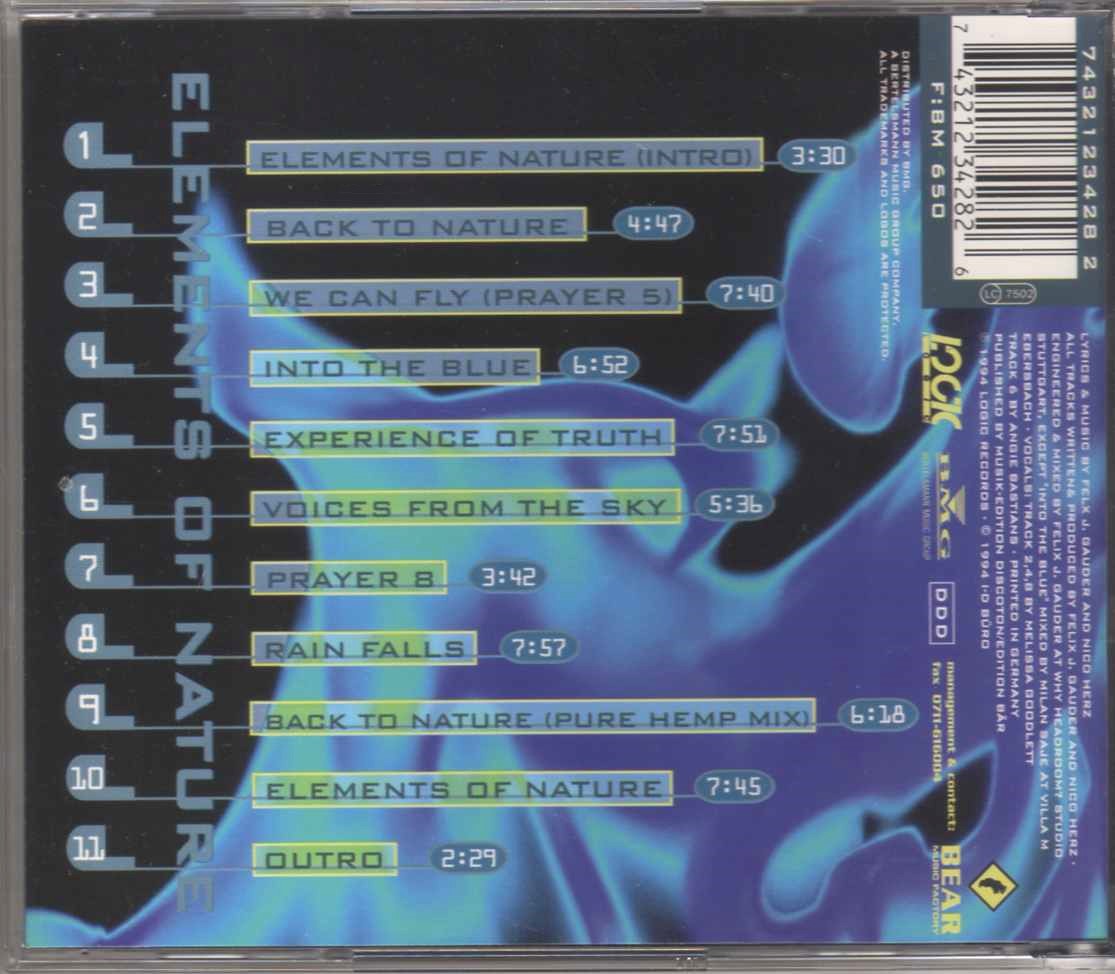 ELEMENTS OF NATURE
1 ELEMENTS OF NATURE (INTRO) 3:30
2 BACK TO NATURE 4:47
3 WE CAN FLY (PRAYER 5) 7:40
4 INTO THE BLUE 6:52
5 EXPERIENCE OF TRUTH 7:51
6 VOICES FROM THE SKY 5:36
7 PRAYER 8 3:42
8 RAIN FALLS 7:57
9 BACK TO NATURE (PURE HEMP MIX) 6:18
10 ELEMENTS OF NATURE 7:45
11 OUTRO 2:29
74321 23428 2
7 43212 34282 6
F:BM 650
LC 7502
DISTRIBUTED BY BMG.
A BERTELSMANN MUSIC GROUP COMPANY.
ALL TRADEMARKS AND LOGOS ARE PROTECTED.
LYRICS & MUSIC BY FELX J. GAUDER AND NICO HERZ
ALL TRACKS WRITTEN& PRODUCED BY FELIX J. GAUDER AND NICO HERZ ·
ENGINEERED & MIXED BY FELIX J. GAUDER AT WHY HEADROOM? STUDIO
STUTTGART, EXCEPT "INTO THE BLUE" MIXED BY MILAN SAJE AT VILLA M
EBERSBACH · VOCALS: TRACK 2,4,8 BY MELISSA GOODLETT
TRACK 6 BY ANGIE BASTIANS · PRINTED IN GERMANY
PUBLISHED BY MUSIK-EDITION DISCOTON/EDITION BÄR
℗ 1994 LOGIC RECORDS · © 1994 I-D BÜRO
LOGIC
BMG
BERTELSMANN MUSIC GROUP
DDD
management & contact:
fax 0711-616004
BEAR
MUSIC FACTORY